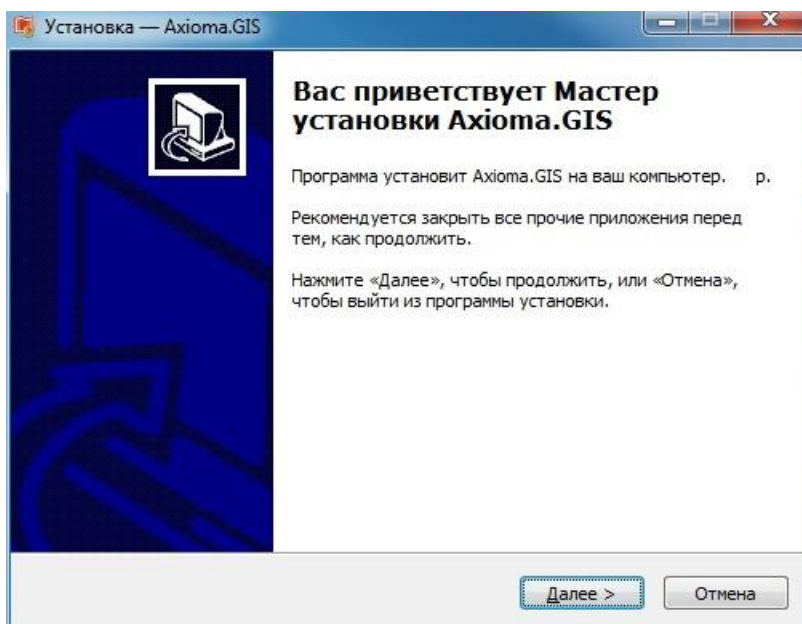 Установка — Axioma.GIS
Вас приветствует Мастер
установки Axioma.GIS
Программа установит Axioma.GIS на ваш компьютер. р.
Рекомендуется закрыть все прочие приложения перед
тем, как продолжить.
Нажмите «Далее», чтобы продолжить, или «Отмена»,
чтобы выйти из программы установки.
Далее >
Отмена